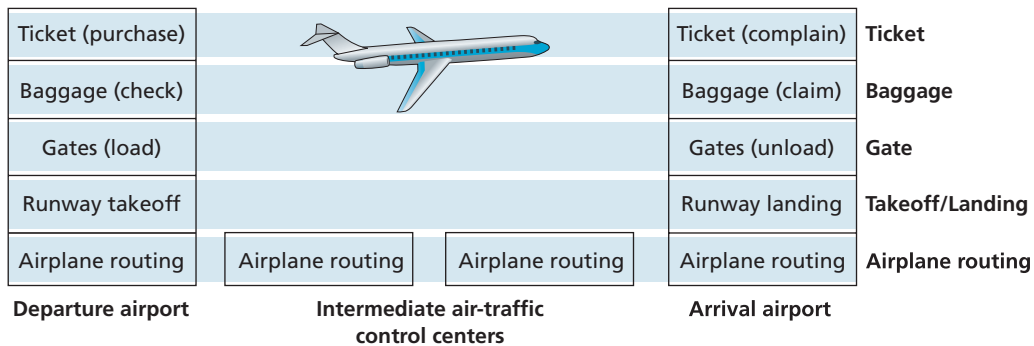 Ticket (purchase)
Ticket (complain)
Ticket
Baggage (check)
Baggage (claim)
Baggage
Gates (load)
Gates (unload)
Gate
Runway takeoff
Runway landing
Takeoff/Landing
Airplane routing
Airplane routing
Airplane routing
Airplane routing
Airplane routing
Departure airport
Intermediate air-traffic
control centers
Arrival airport